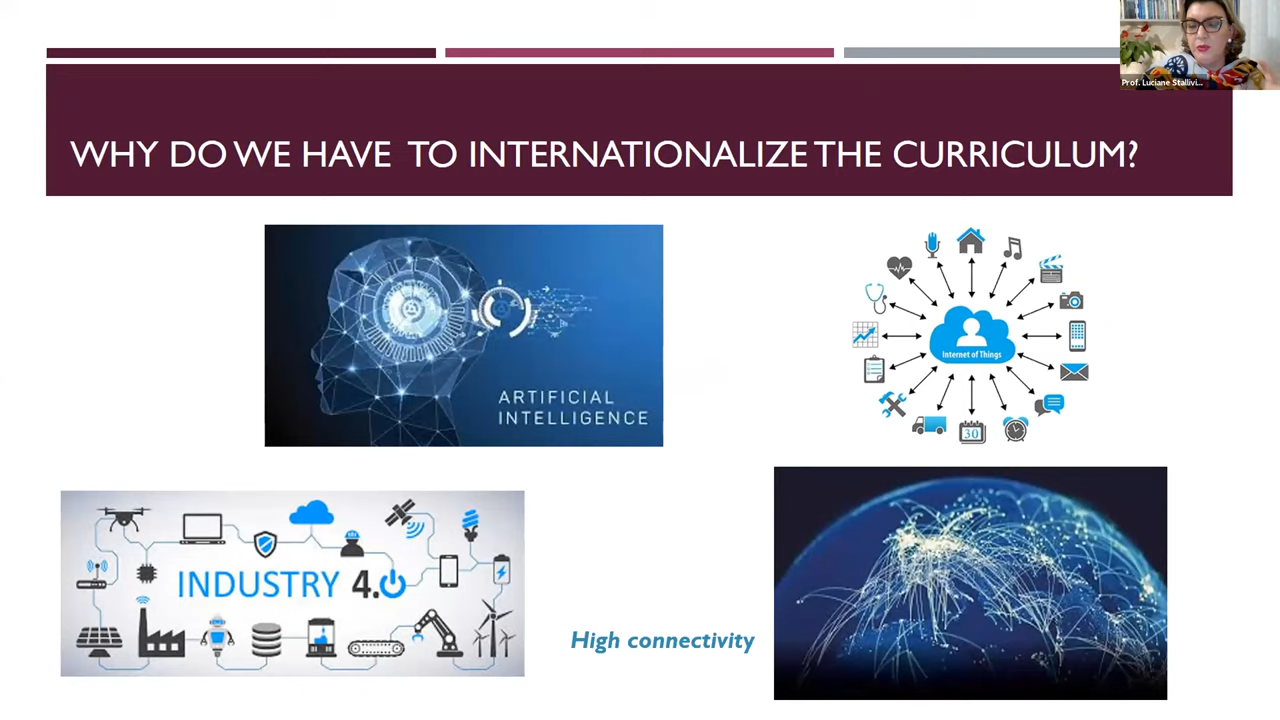 Prof. Luciane Stallivi...
WHY DO WE HAVE TO INTERNATIONALIZE THE CURRICULUM?
ARTIFICIAL
INTELLIGENCE
Internet of Things
30
INDUSTRY 4.0
High connectivity